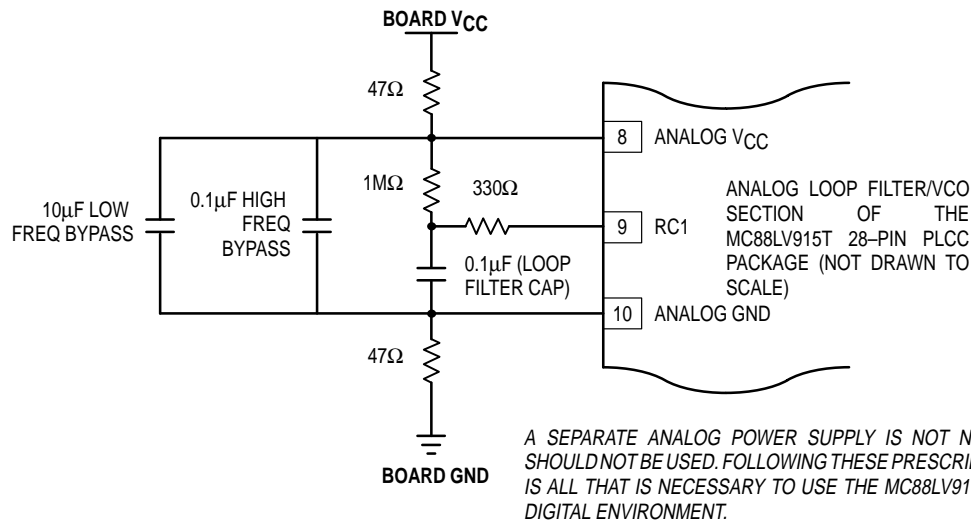 BOARD VCC
47Ω
8 ANALOG VCC
1MΩ
330Ω
10μF LOW
FREQ BYPASS
0.1μF HIGH
FREQ
BYPASS
9 RC1
ANALOG LOOP FILTER/VCO
SECTION OF THE
MC88LV915T 28–PIN PLCC
PACKAGE (NOT DRAWN TO
SCALE)
0.1μF (LOOP
FILTER CAP)
10 ANALOG GND
47Ω
BOARD GND
A SEPARATE ANALOG POWER SUPPLY IS NOT N
SHOULD NOT BE USED. FOLLOWING THESE PRESCRI
IS ALL THAT IS NECESSARY TO USE THE MC88LV91
DIGITAL ENVIRONMENT.